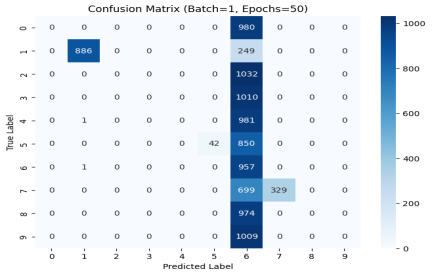 Confusion Matrix (Batch=1, Epochs=50)
0 0 0 0 0 0 0 980 0 0 0
1 0 886 0 0 0 0 249 0 0 0
2 0 0 0 0 0 0 1032 0 0 0
3 0 0 0 0 0 0 1010 0 0 0
4 0 1 0 0 0 0 981 0 0 0
5 0 0 0 0 0 42 850 0 0 0
6 0 1 0 0 0 0 957 0 0 0
7 0 0 0 0 0 0 699 329 0 0
8 0 0 0 0 0 0 974 0 0 0
9 0 0 0 0 0 0 1009 0 0 0
0 1 2 3 4 5 6 7 8 9
True Label
Predicted Label
1000
800
600
400
200
0